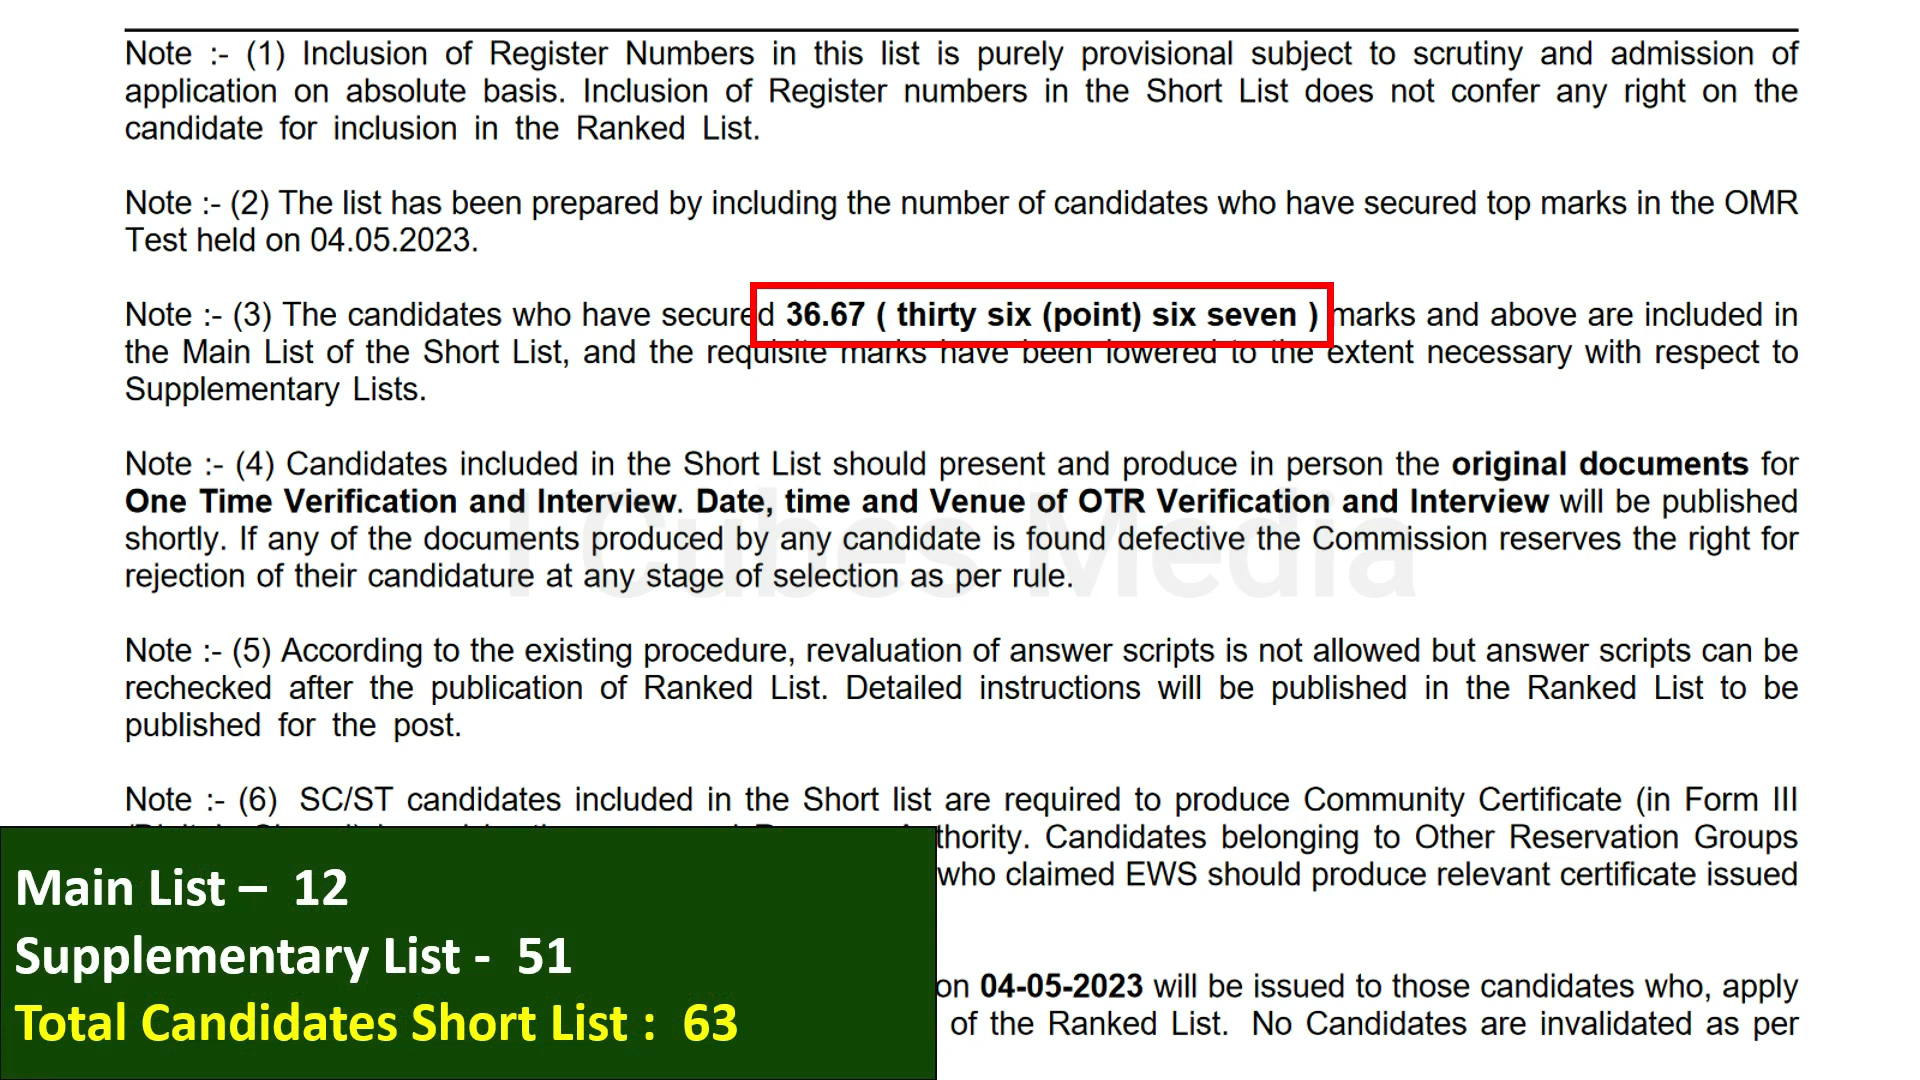 Note :- (1) Inclusion of Register Numbers in this list is purely provisional subject to scrutiny and admission of
application on absolute basis. Inclusion of Register numbers in the Short List does not confer any right on the
candidate for inclusion in the Ranked List.
Note :- (2) The list has been prepared by including the number of candidates who have secured top marks in the OMR
Test held on 04.05.2023.
Note :- (3) The candidates who have secured 36.67 ( thirty six (point) six seven ) marks and above are included in
the Main List of the Short List, and the requisite marks have been lowered to the extent necessary with respect to
Supplementary Lists.
Note :- (4) Candidates included in the Short List should present and produce in person the original documents for
One Time Verification and Interview. Date, time and Venue of OTR Verification and Interview will be published
shortly. If any of the documents produced by any candidate is found defective the Commission reserves the right for
rejection of their candidature at any stage of selection as per rule.
I Cubes Media
Note :- (5) According to the existing procedure, revaluation of answer scripts is not allowed but answer scripts can be
rechecked after the publication of Ranked List. Detailed instructions will be published in the Ranked List to be
published for the post.
Note :- (6) SC/ST candidates included in the Short list are required to produce Community Certificate (in Form III
thority. Candidates belonging to Other Reservation Groups
who claimed EWS should produce relevant certificate issued
on 04-05-2023 will be issued to those candidates who, apply
of the Ranked List. No Candidates are invalidated as per
Main List – 12
Supplementary List - 51
Total Candidates Short List : 63